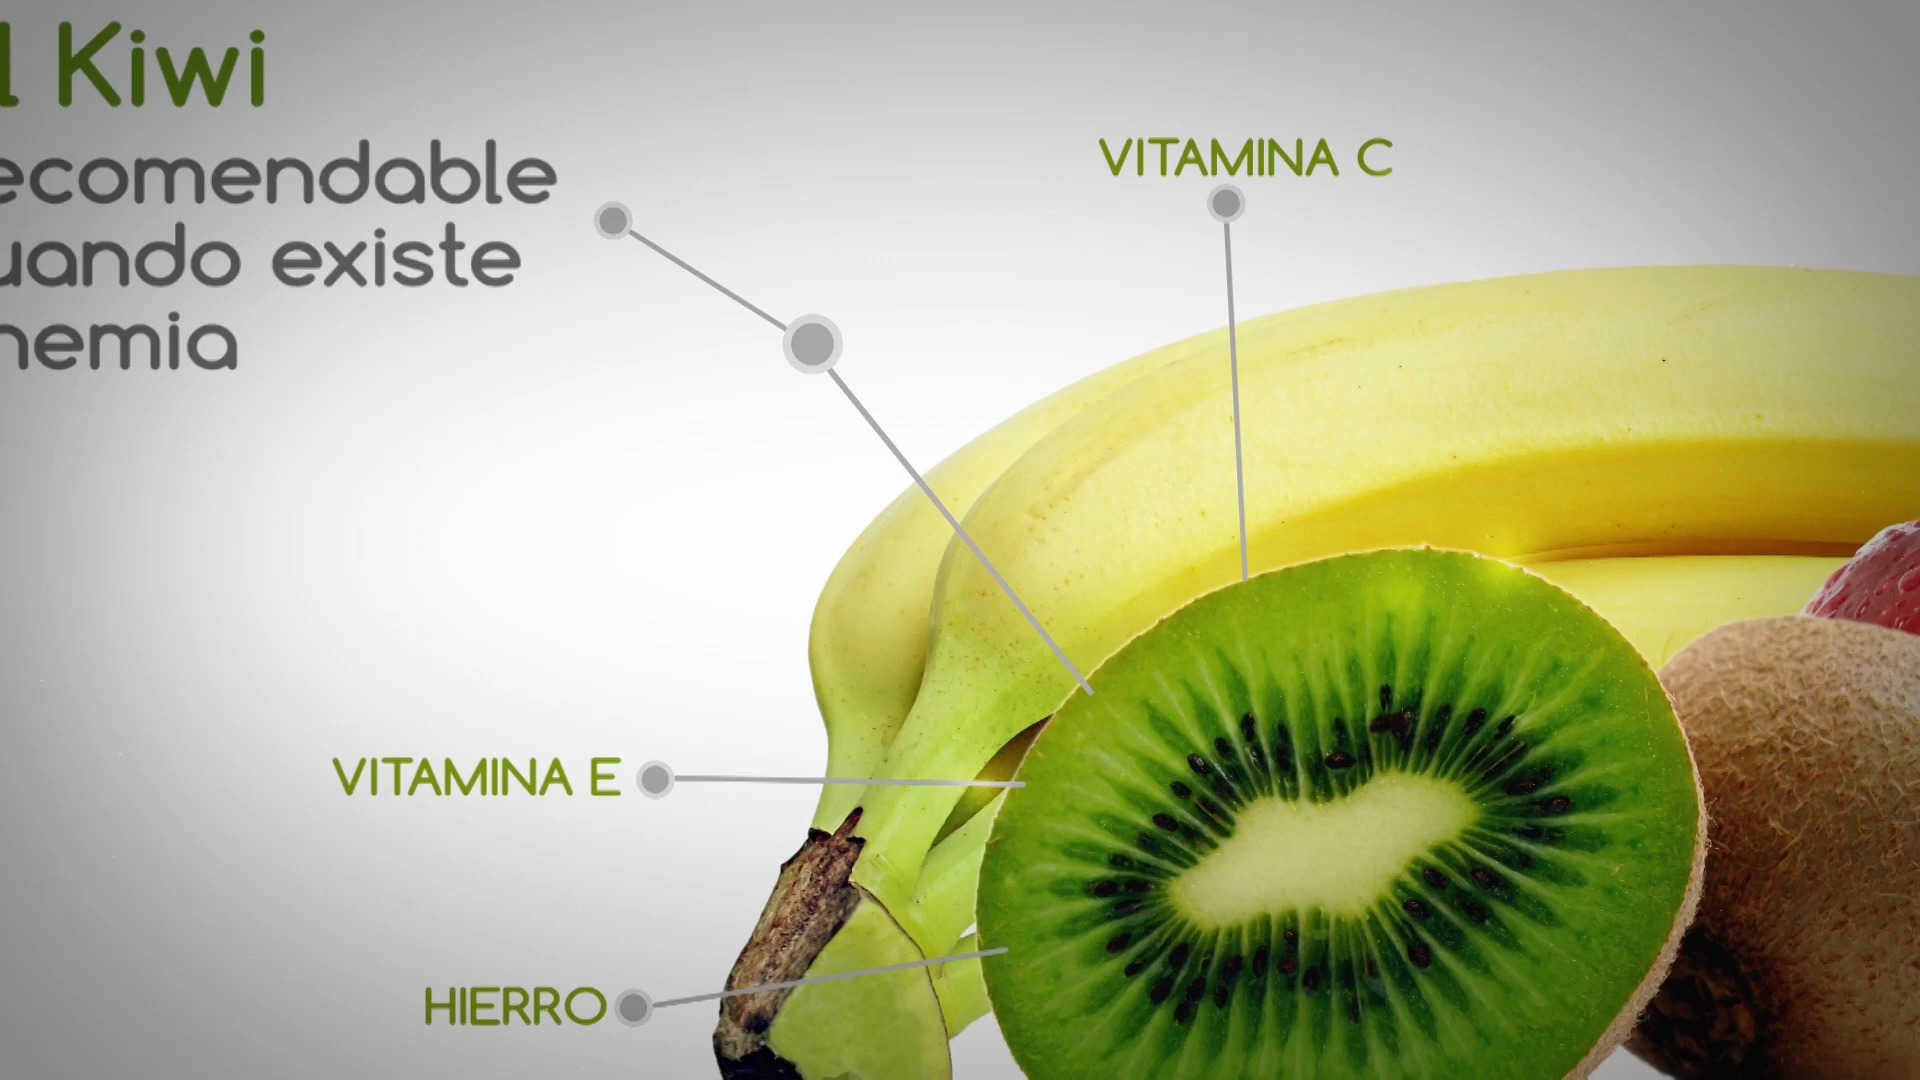 l Kiwi
ecomendable
uando existe
nemia
VITAMINA C
VITAMINA E
HIERRO